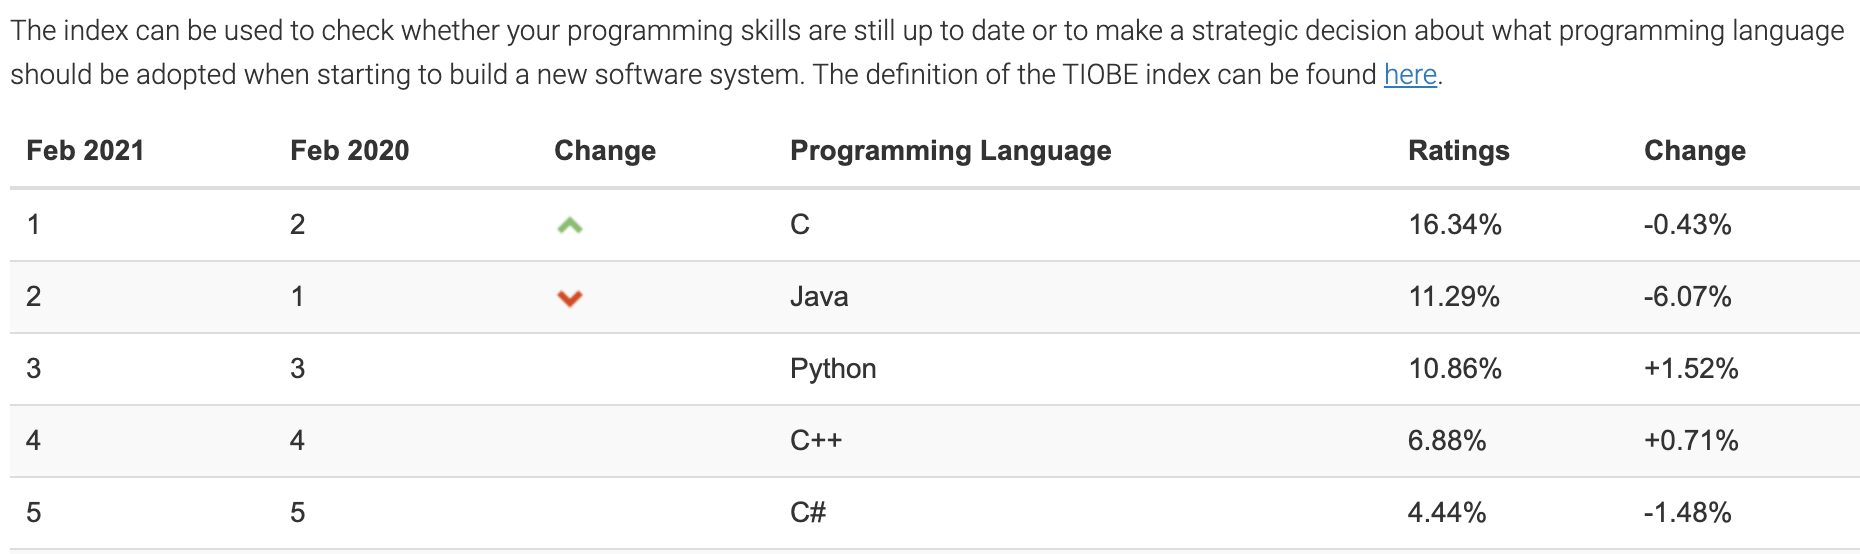 The index can be used to check whether your programming skills are still up to date or to make a strategic decision about what programming language
should be adopted when starting to build a new software system. The definition of the TIOBE index can be found here.
Feb 2021 Feb 2020 Change Programming Language Ratings Change
1 2 C 16.34% -0.43%
2 1 Java 11.29% -6.07%
3 3 Python 10.86% +1.52%
4 4 C++ 6.88% +0.71%
5 5 C# 4.44% -1.48%